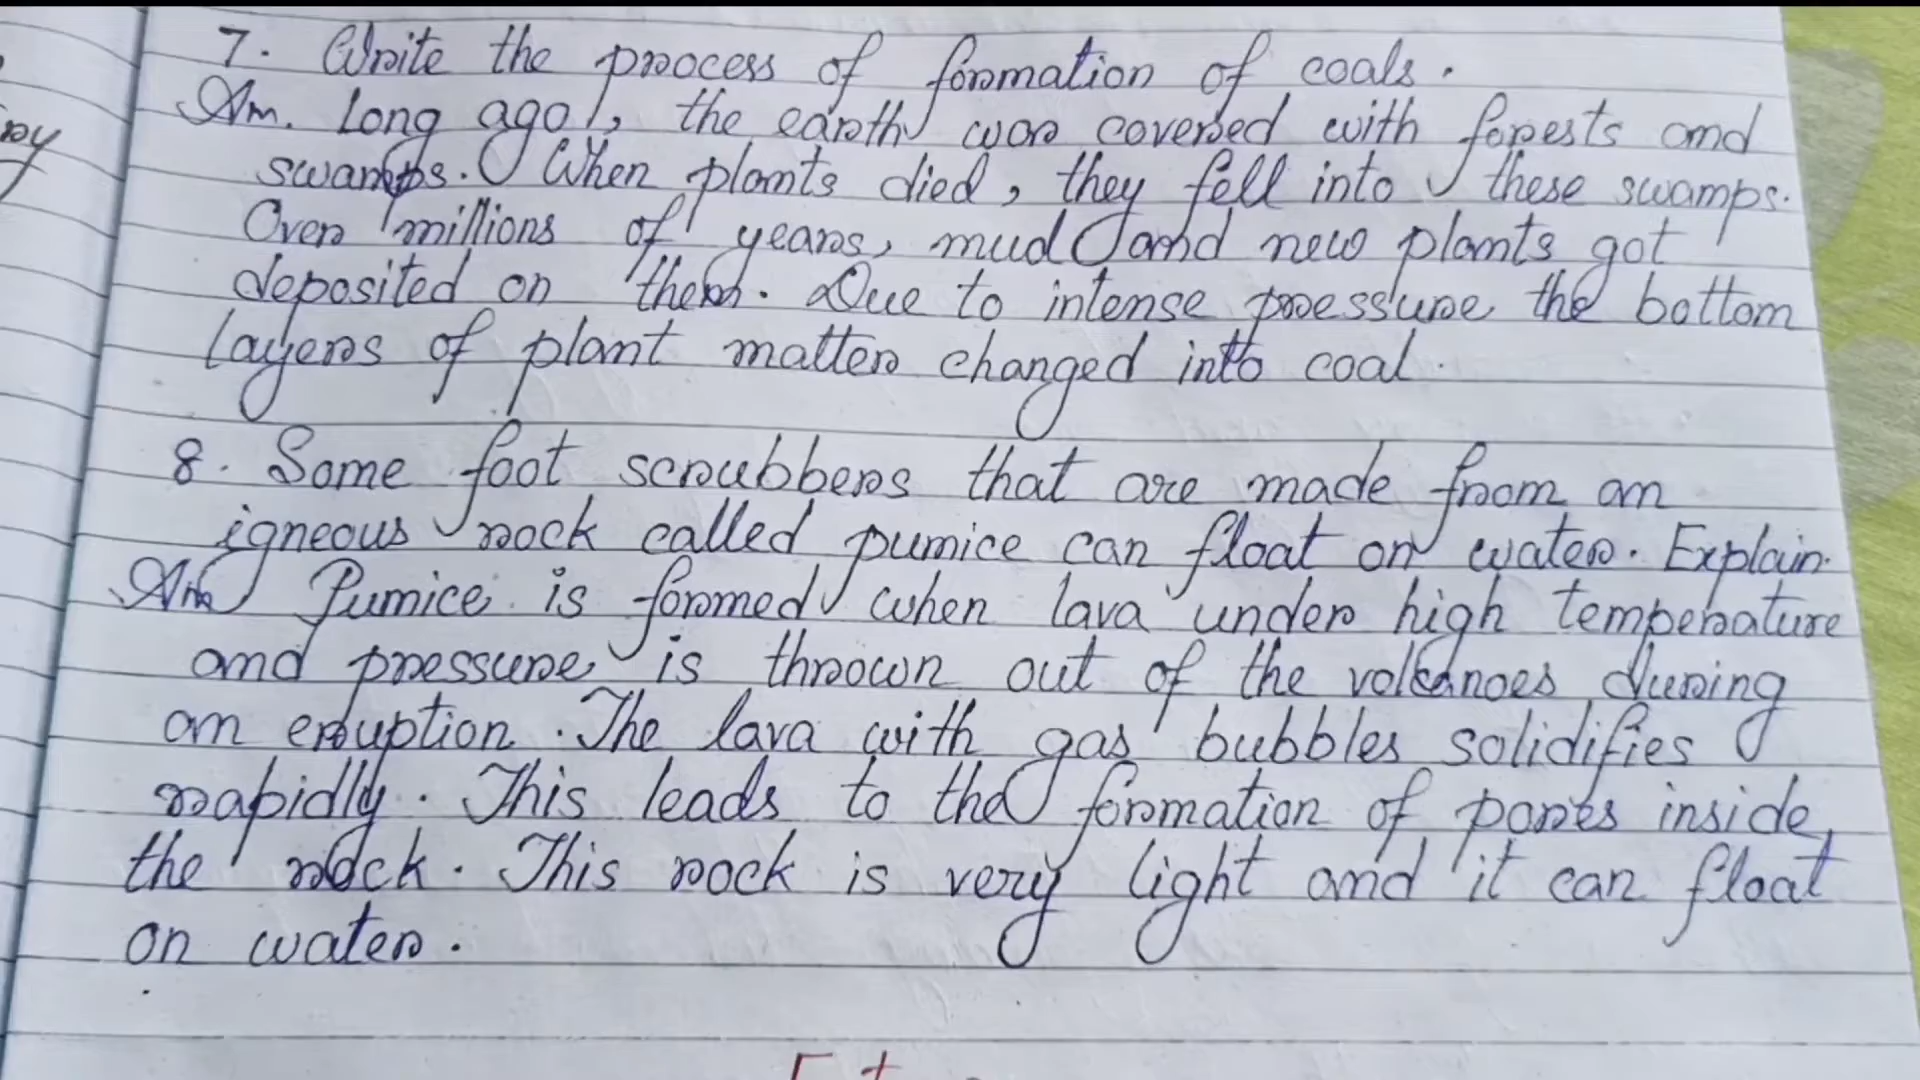 7. Write the process of formation of coals.
Ans. Long ago, the earth was covered with forests and
swamps. When plants died, they fell into these swamps.
Over millions of years, mud and new plants got
deposited on them. Due to intense pressure the bottom
layers of plant matter changed into coal.
8. Some foot scrubbers that are made from an
igneous rock called pumice can float on water. Explain.
Ans Pumice is formed when lava under high temperature
and pressure is thrown out of the volcanoes during
an eruption. The lava with gas bubbles solidifies
rapidly. This leads to the formation of pores inside
the rock. This rock is very light and it can float
on water.